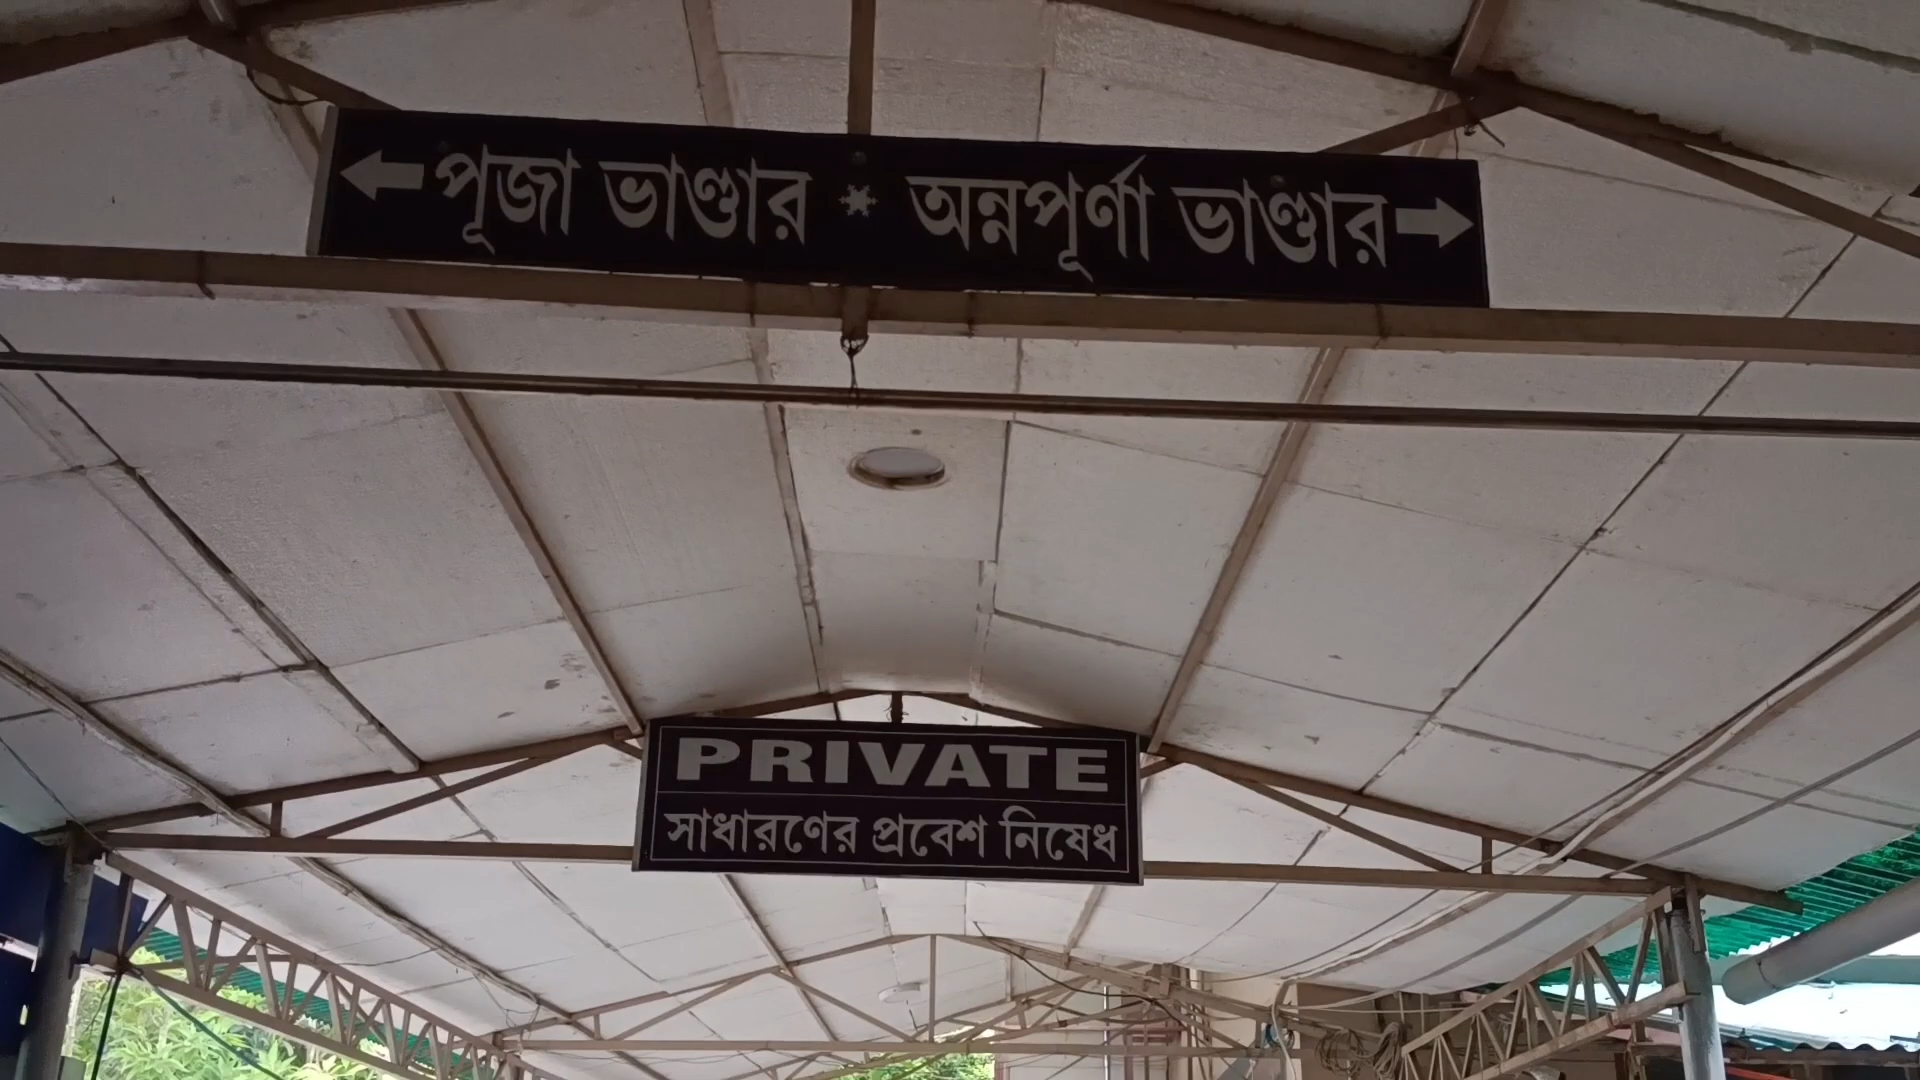 ← পূজা ভাণ্ডার * অন্নপূর্ণা ভাণ্ডার →
PRIVATE
সাধারণের প্রবেশ নিষেধ